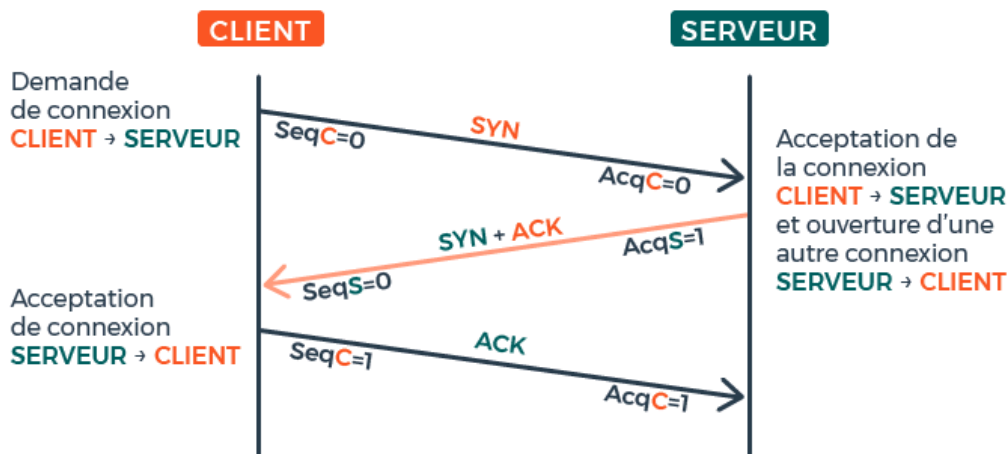 CLIENT
SERVEUR
Demande
de connexion
CLIENT → SERVEUR
SeqC=0
SYN
AcqC=0
Acceptation de
la connexion
CLIENT → SERVEUR
et ouverture d'une
autre connexion
SERVEUR → CLIENT
SYN + ACK
AcqS=1
SeqS=0
Acceptation
de connexion
SERVEUR → CLIENT
SeqC=1
ACK
AcqC=1